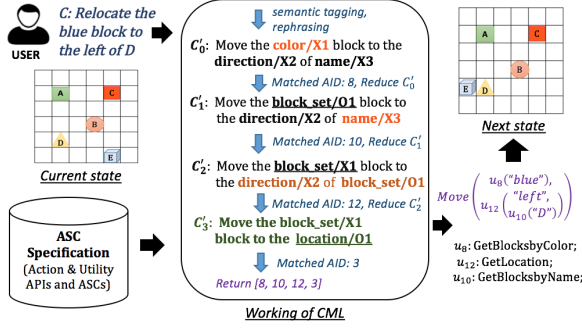 C: Relocate the
blue block to
the left of D
USER
A
C
B
D
E
Current state
ASC
Specification
(Action & Utility
APIs and ASCs)
semantic tagging,
rephrasing
C′0: Move the color/X1 block to the
direction/X2 of name/X3
Matched AID: 8, Reduce C′0
C′1: Move the block_set/O1 block to
the direction/X2 of name/X3
Matched AID: 10, Reduce C′1
C′2: Move the block_set/X1 block to
the direction/X2 of block_set/O1
Matched AID: 12, Reduce C′2
C′3: Move the block_set/X1
block to the location/O1
Matched AID: 3
Return [8, 10, 12, 3]
Working of CML
A
C
B
E
D
Next state
Move ( u8("blue"),
u12 ( "left",
u10("D") ) )
u8: GetBlocksbyColor;
u12: GetLocation;
u10: GetBlocksbyName;